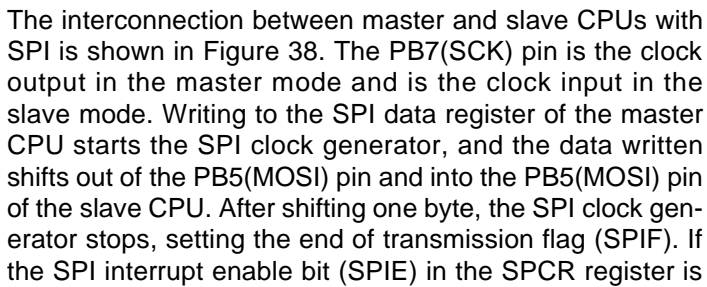 The interconnection between master and slave CPUs with
SPI is shown in Figure 38. The PB7(SCK) pin is the clock
output in the master mode and is the clock input in the
slave mode. Writing to the SPI data register of the master
CPU starts the SPI clock generator, and the data written
shifts out of the PB5(MOSI) pin and into the PB5(MOSI) pin
of the slave CPU. After shifting one byte, the SPI clock gen-
erator stops, setting the end of transmission flag (SPIF). If
the SPI interrupt enable bit (SPIE) in the SPCR register is